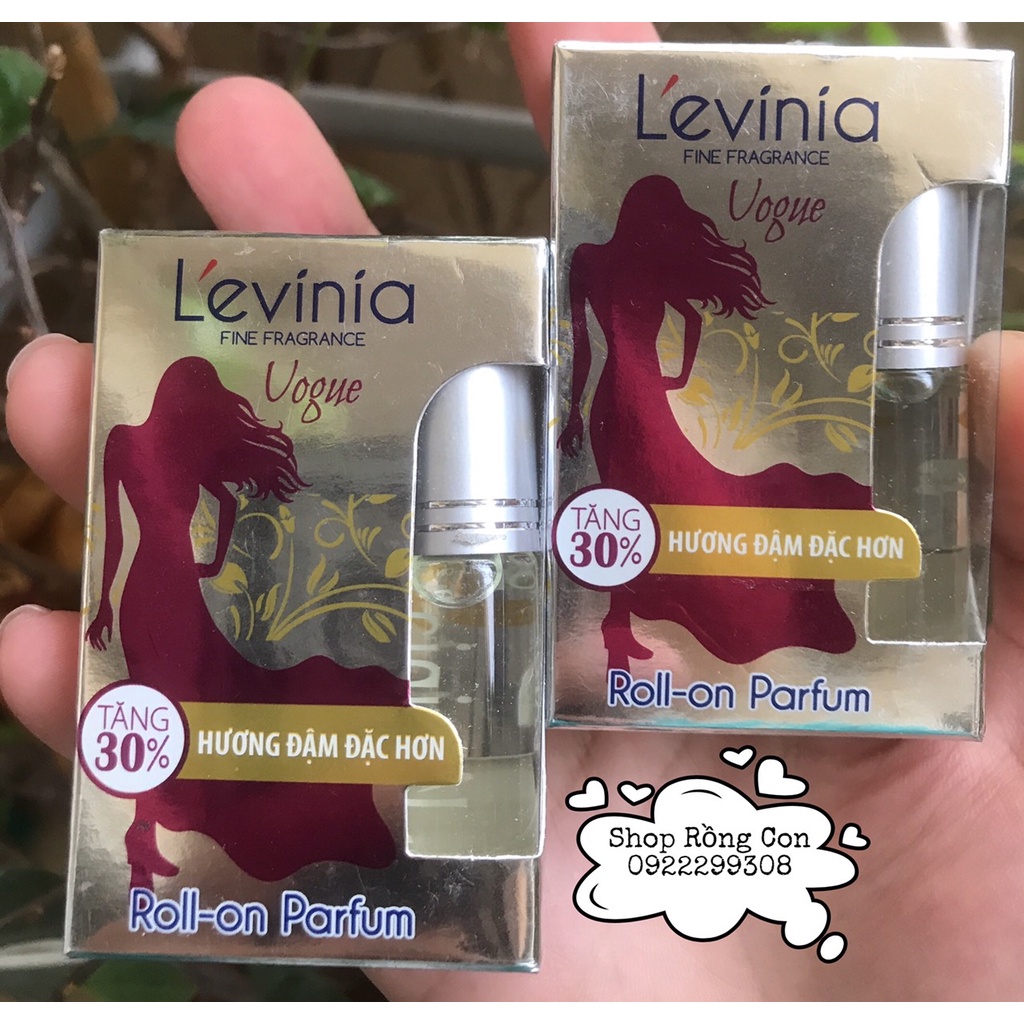 L'evinia
FINE FRAGRANCE
Vogue
TĂNG
30%
HƯƠNG ĐẬM ĐẶC HƠN
Roll-on Parfum
L'evinia
FINE FRAGRANCE
Vogue
TĂNG
30%
HƯƠNG ĐẬM ĐẶC HƠN
Roll-on Parfum
Shop Rồng Con
0922299308